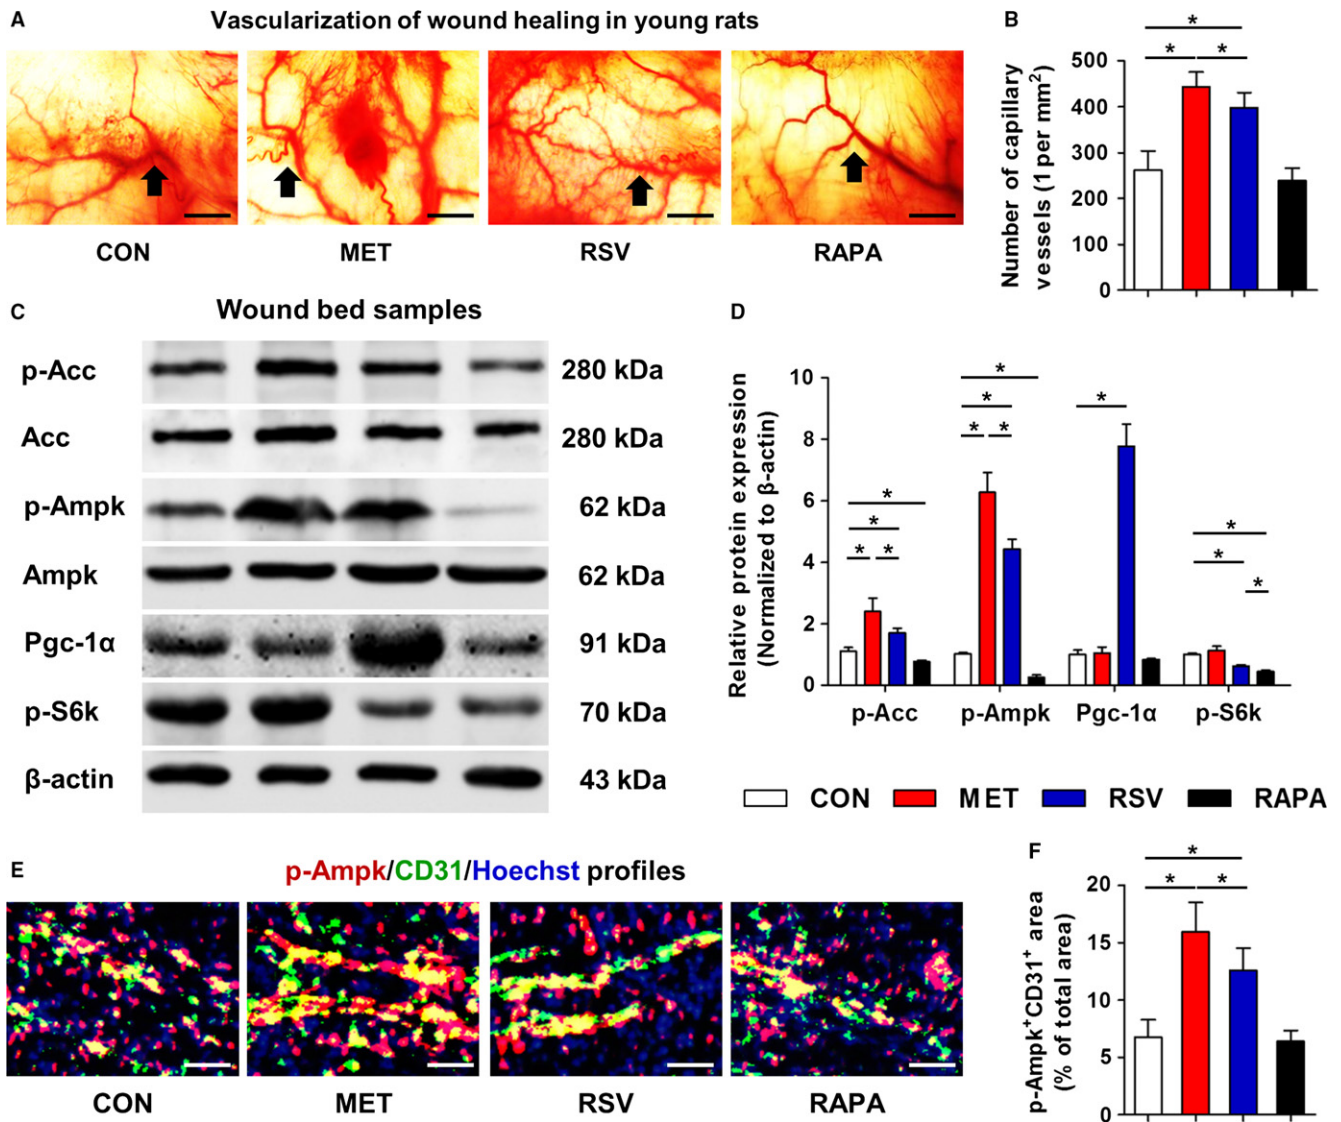 A
Vascularization of wound healing in young rats
CON
MET
RSV
RAPA
B
Number of capillary
vessels (1 per mm²)
500
400
300
200
100
0
*
* *
C
Wound bed samples
p-Acc 280 kDa
Acc 280 kDa
p-Ampk 62 kDa
Ampk 62 kDa
Pgc-1α 91 kDa
p-S6k 70 kDa
β-actin 43 kDa
D
Relative protein expression
(Normalized to β-actin)
10
8
6
4
2
0
*
*
* *
*
*
* *
*
*
*
*
p-Acc
p-Ampk
Pgc-1α
p-S6k
CON
MET
RSV
RAPA
E
p-Ampk/CD31/Hoechst profiles
CON
MET
RSV
RAPA
F
p-Ampk⁺CD31⁺ area
(% of total area)
20
15
10
5
0
*
* *